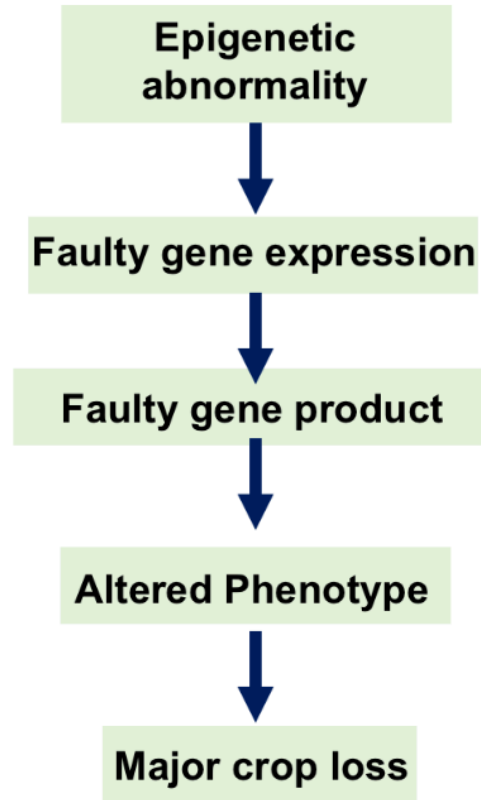 Epigenetic
abnormality
Faulty gene expression
Faulty gene product
Altered Phenotype
Major crop loss